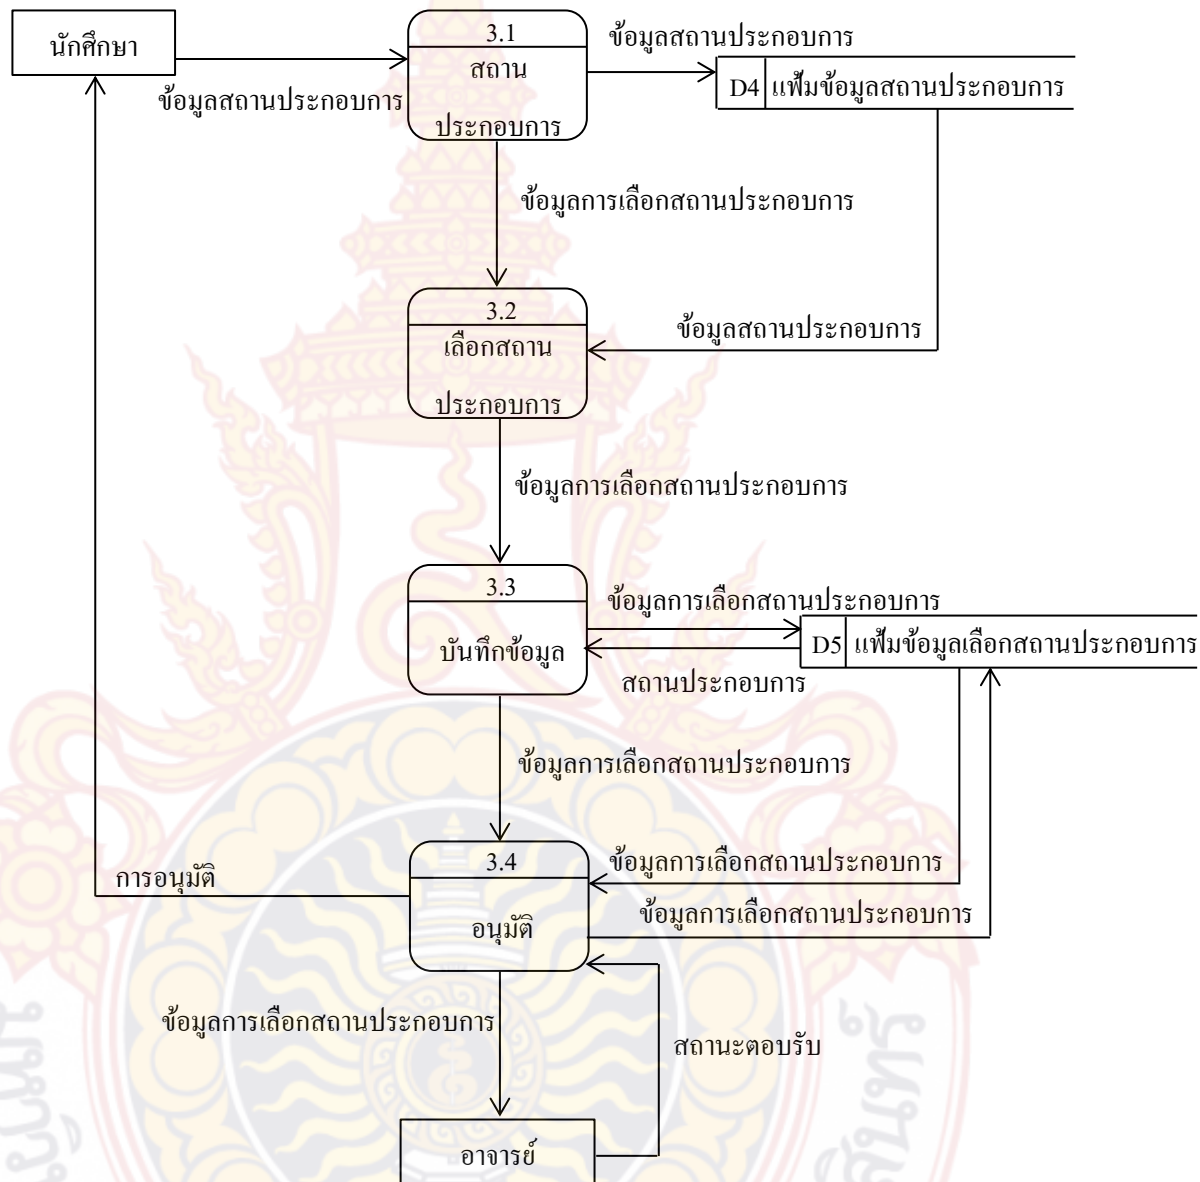 นักศึกษา
ข้อมูลสถานประกอบการ
3.1
สถาน
ประกอบการ
ข้อมูลสถานประกอบการ
D4 แฟ้มข้อมูลสถานประกอบการ
ข้อมูลการเลือกสถานประกอบการ
3.2
เลือกสถาน
ประกอบการ
ข้อมูลสถานประกอบการ
ข้อมูลการเลือกสถานประกอบการ
3.3
บันทึกข้อมูล
ข้อมูลการเลือกสถานประกอบการ
D5 แฟ้มข้อมูลเลือกสถานประกอบการ
สถานประกอบการ
ข้อมูลการเลือกสถานประกอบการ
3.4
อนุมัติ
การอนุมัติ
ข้อมูลการเลือกสถานประกอบการ
ข้อมูลการเลือกสถานประกอบการ
ข้อมูลการเลือกสถานประกอบการ
สถานะตอบรับ
อาจารย์